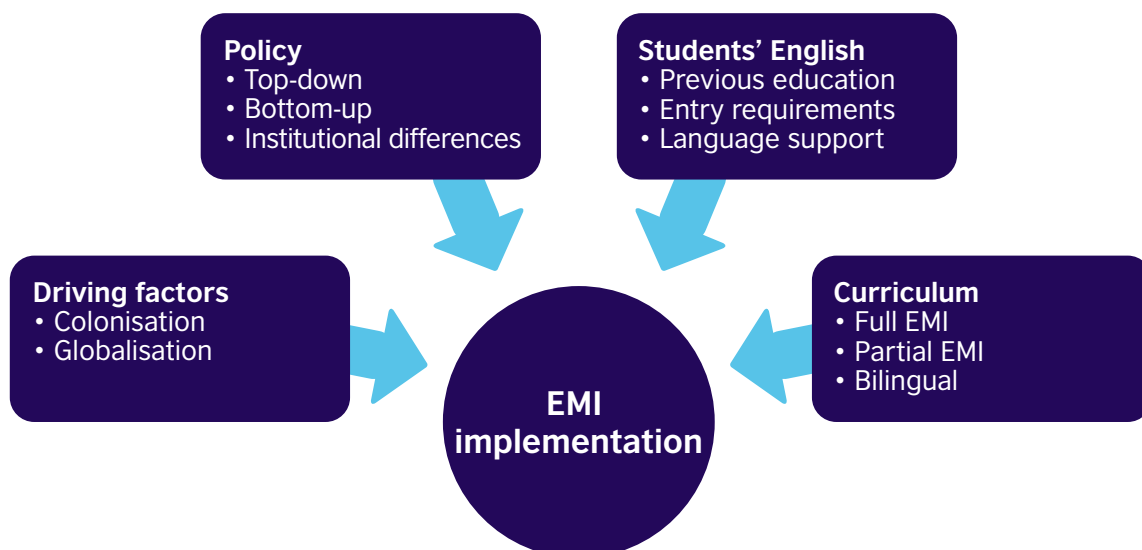 Policy
• Top-down
• Bottom-up
• Institutional differences
Students’ English
• Previous education
• Entry requirements
• Language support
Driving factors
• Colonisation
• Globalisation
Curriculum
• Full EMI
• Partial EMI
• Bilingual
EMI
implementation